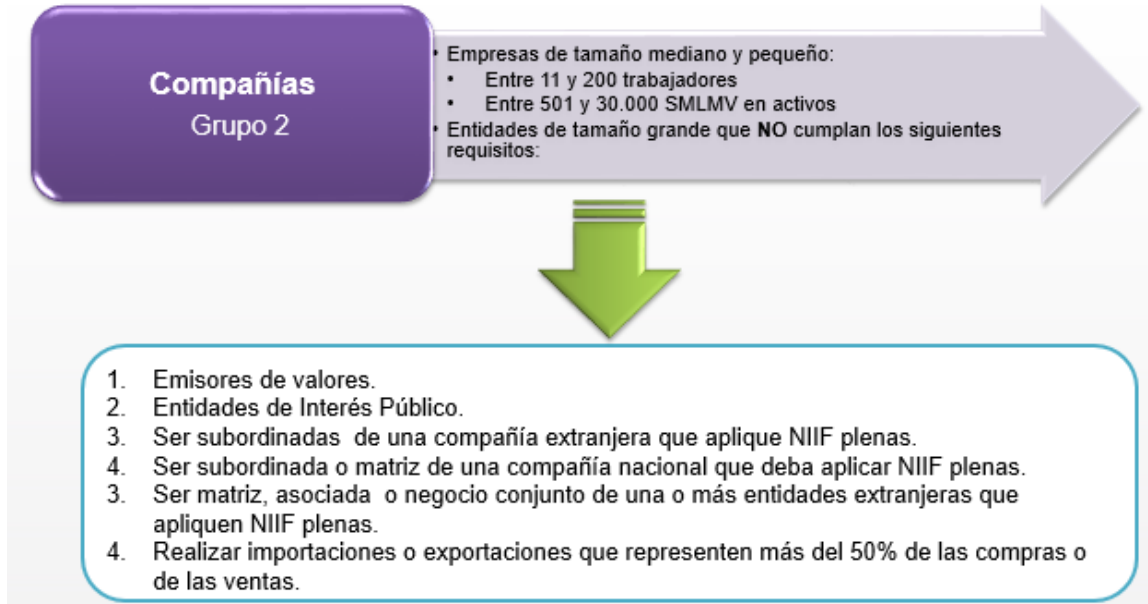 Compañías
Grupo 2
• Empresas de tamaño mediano y pequeño:
• Entre 11 y 200 trabajadores
• Entre 501 y 30.000 SMLMV en activos
• Entidades de tamaño grande que NO cumplan los siguientes
requisitos:
1. Emisores de valores.
2. Entidades de Interés Público.
3. Ser subordinadas de una compañía extranjera que aplique NIIF plenas.
4. Ser subordinada o matriz de una compañía nacional que deba aplicar NIIF plenas.
3. Ser matriz, asociada o negocio conjunto de una o más entidades extranjeras que
apliquen NIIF plenas.
4. Realizar importaciones o exportaciones que representen más del 50% de las compras o
de las ventas.